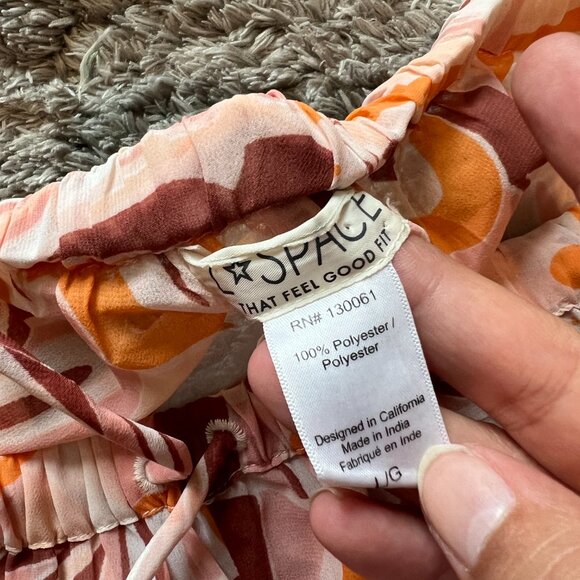 L★SPACE
THAT FEEL GOOD FIT
RN# 130061
100% Polyester /
Polyester
Designed in California
Made in India
Fabriqué en Inde
L/G